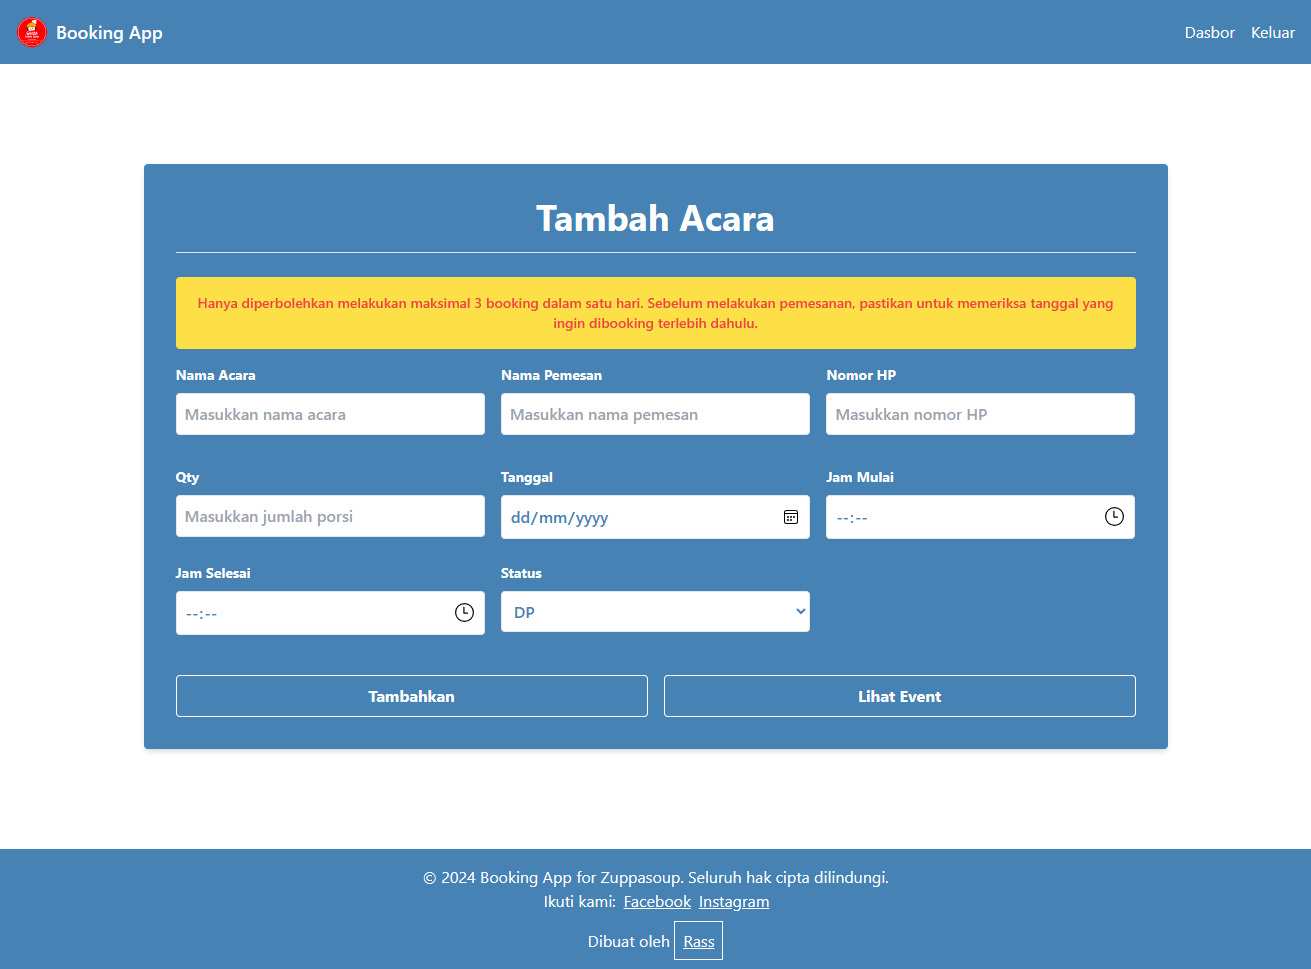 Booking App
Dasbor Keluar
Tambah Acara
Hanya diperbolehkan melakukan maksimal 3 booking dalam satu hari. Sebelum melakukan pemesanan, pastikan untuk memeriksa tanggal yang
ingin dibooking terlebih dahulu.
Nama Acara Nama Pemesan Nomor HP
Masukkan nama acara Masukkan nama pemesan Masukkan nomor HP
Qty Tanggal Jam Mulai
Masukkan jumlah porsi dd/mm/yyyy --:--
Jam Selesai Status
--:-- DP
Tambahkan Lihat Event
© 2024 Booking App for Zuppasoup. Seluruh hak cipta dilindungi.
Ikuti kami: Facebook Instagram
Dibuat oleh Rass